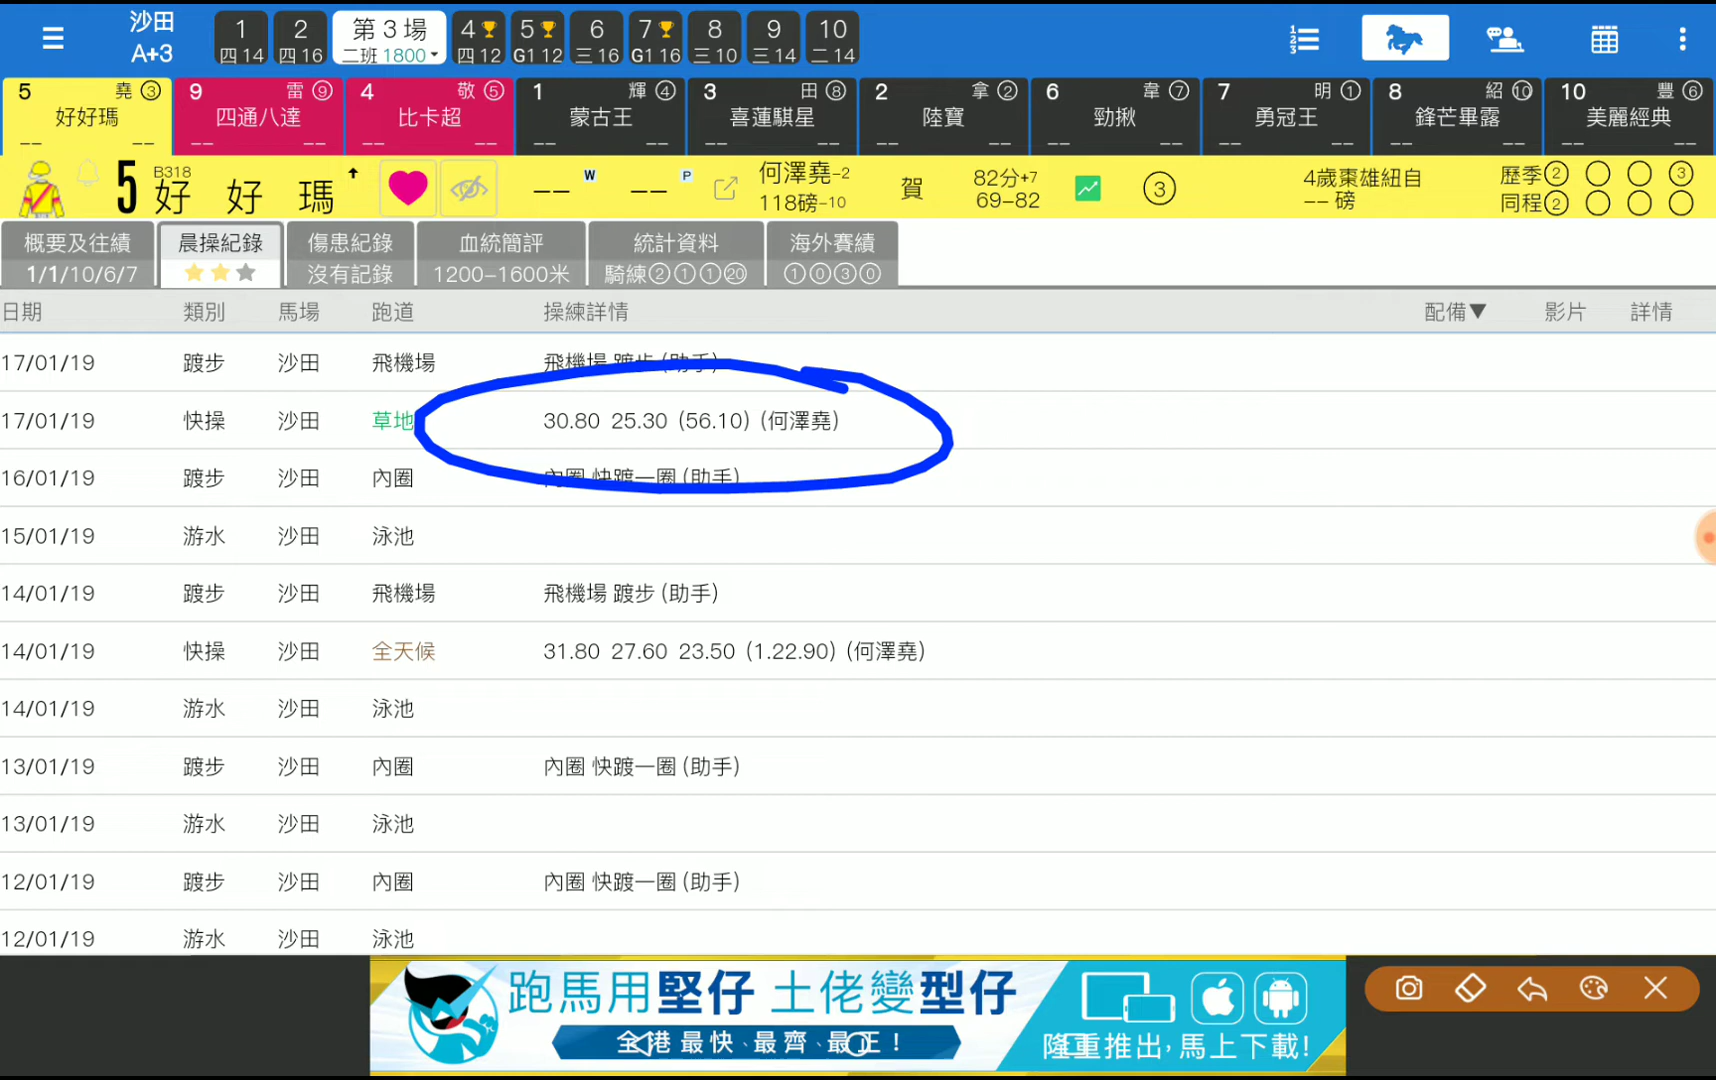 沙田
A+3
1
四 14
2
四 16
第 3 場
二班 1800
4
四 12
5
G1 12
6
三 16
7
G1 16
8
三 10
9
三 14
10
二 14
5 堯③
好好瑪
-- --
9 雷⑨
四通八達
-- --
4 敬⑤
比卡超
-- --
1 輝④
蒙古王
-- --
3 田⑧
喜蓮騏星
-- --
2 拿②
陸寶
-- --
6 韋⑦
勁揪
-- --
7 明①
勇冠王
-- --
8 紹⑩
鋒芒畢露
-- --
10 豐⑥
美麗經典
-- --
5
B318
好 好 瑪
-- W -- P
何澤堯-2
118磅-10
賀
82分+7
69-82
③
4歲棗雄紐自
-- 磅
歷季②○○③
同程②○○○
概要及往績
1/1/10/6/7
晨操紀錄
傷患紀錄
沒有記錄
血統簡評
1200-1600米
統計資料
騎練②①①⑳
海外賽績
①⓪③⓪
日期 類別 馬場 跑道 操練詳情 配備▼ 影片 詳情
17/01/19 踱步 沙田 飛機場 飛機場 踱步 (助手)
17/01/19 快操 沙田 草地 30.80 25.30 (56.10) (何澤堯)
16/01/19 踱步 沙田 內圈 內圈 快踱一圈 (助手)
15/01/19 游水 沙田 泳池
14/01/19 踱步 沙田 飛機場 飛機場 踱步 (助手)
14/01/19 快操 沙田 全天候 31.80 27.60 23.50 (1.22.90) (何澤堯)
14/01/19 游水 沙田 泳池
13/01/19 踱步 沙田 內圈 內圈 快踱一圈 (助手)
13/01/19 游水 沙田 泳池
12/01/19 踱步 沙田 內圈 內圈 快踱一圈 (助手)
12/01/19 游水 沙田 泳池
跑馬用堅仔 土佬變型仔
全港最快、最齊、最正！
隆重推出，馬上下載！